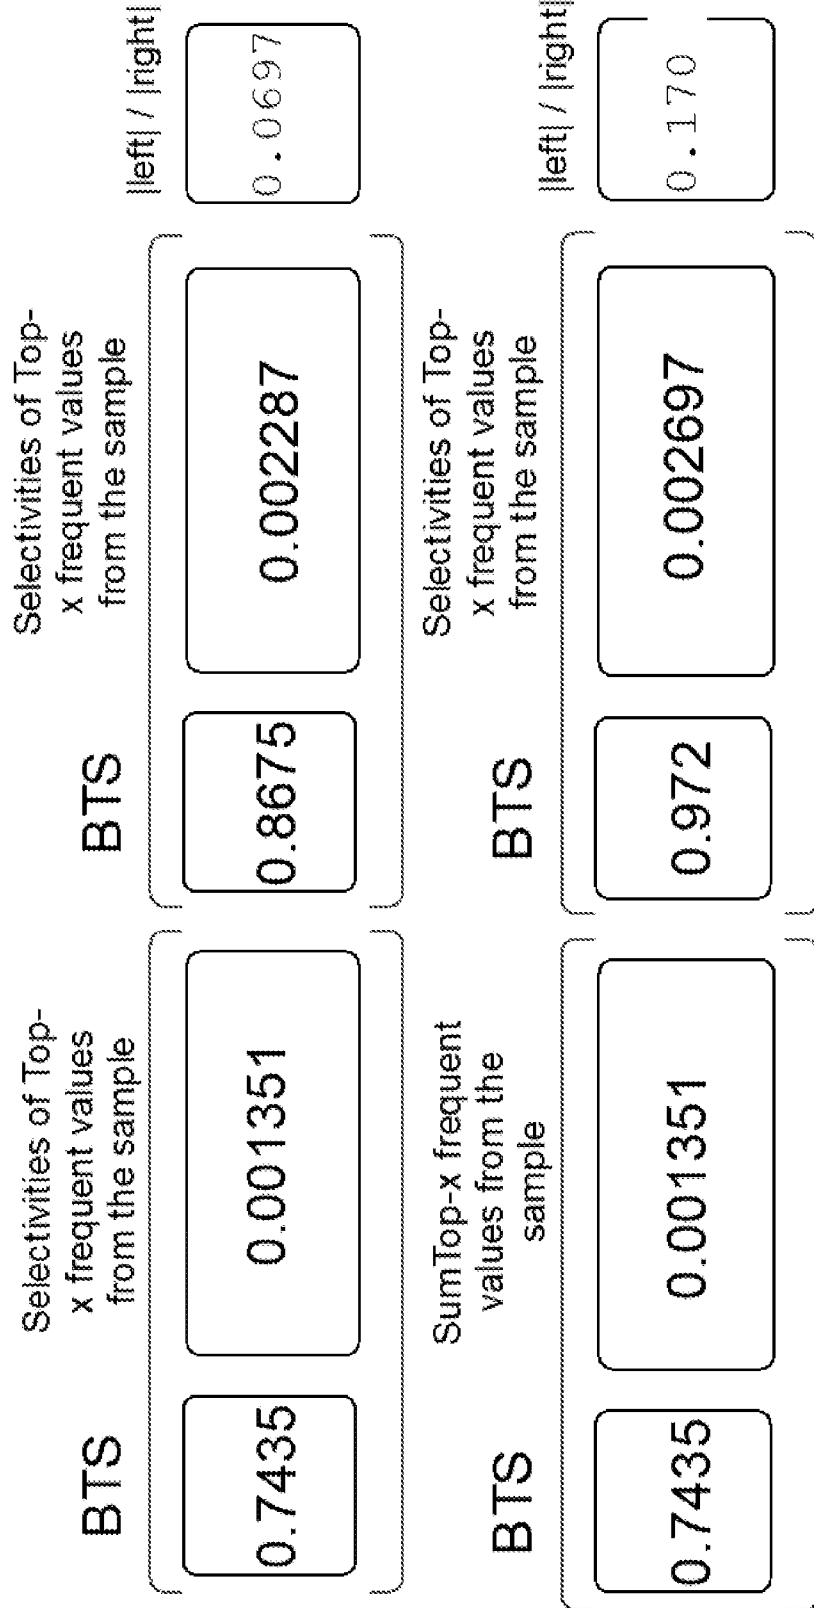 BTS
Selectivities of Top-
x frequent values
from the sample
BTS
Selectivities of Top-
x frequent values
from the sample
|left| / |right|
0.7435
0.001351
0.8675
0.002287
0.0697
BTS
SumTop-x frequent
values from the
sample
BTS
Selectivities of Top-
x frequent values
from the sample
|left| / |right|
0.7435
0.001351
0.972
0.002697
0.170